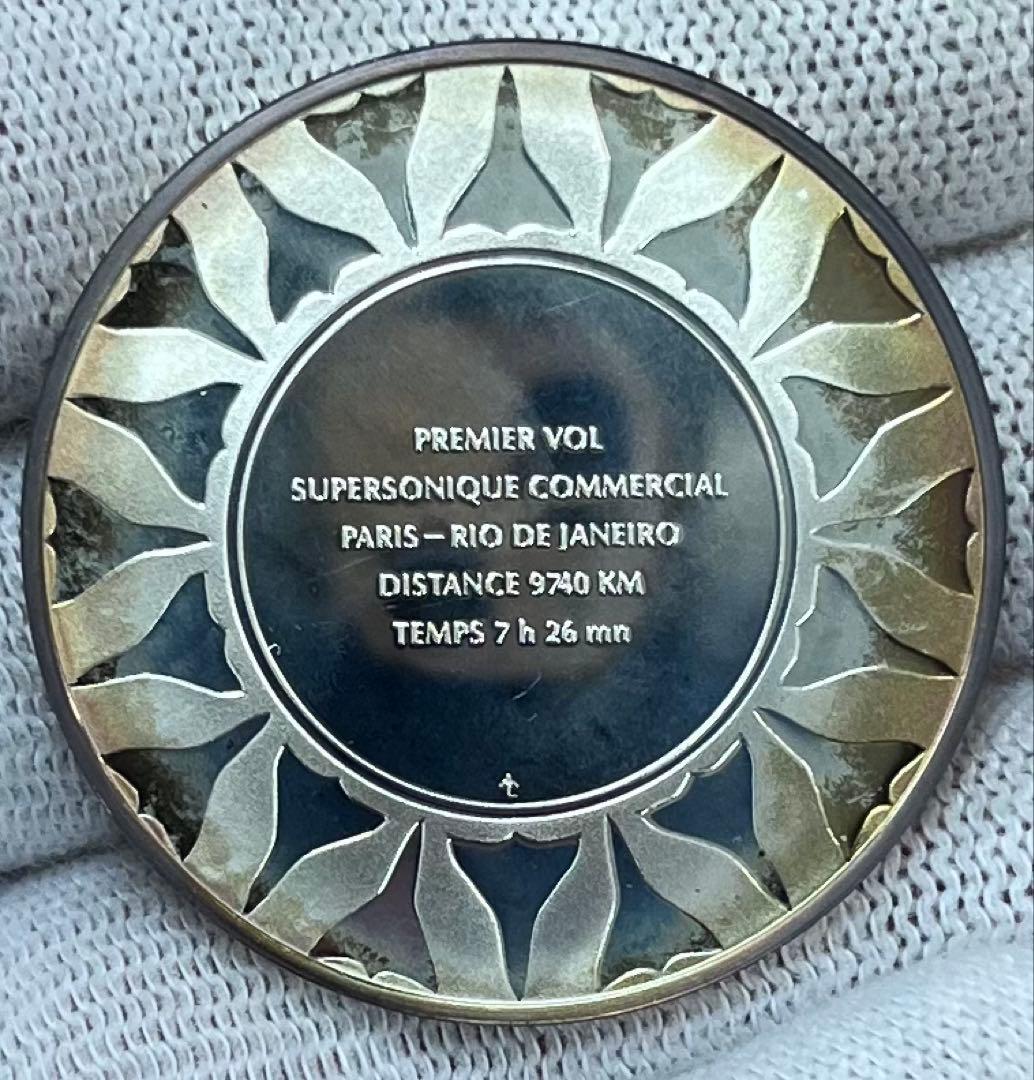 PREMIER VOL
SUPERSONIQUE COMMERCIAL
PARIS – RIO DE JANEIRO
DISTANCE 9740 KM
TEMPS 7 h 26 mn